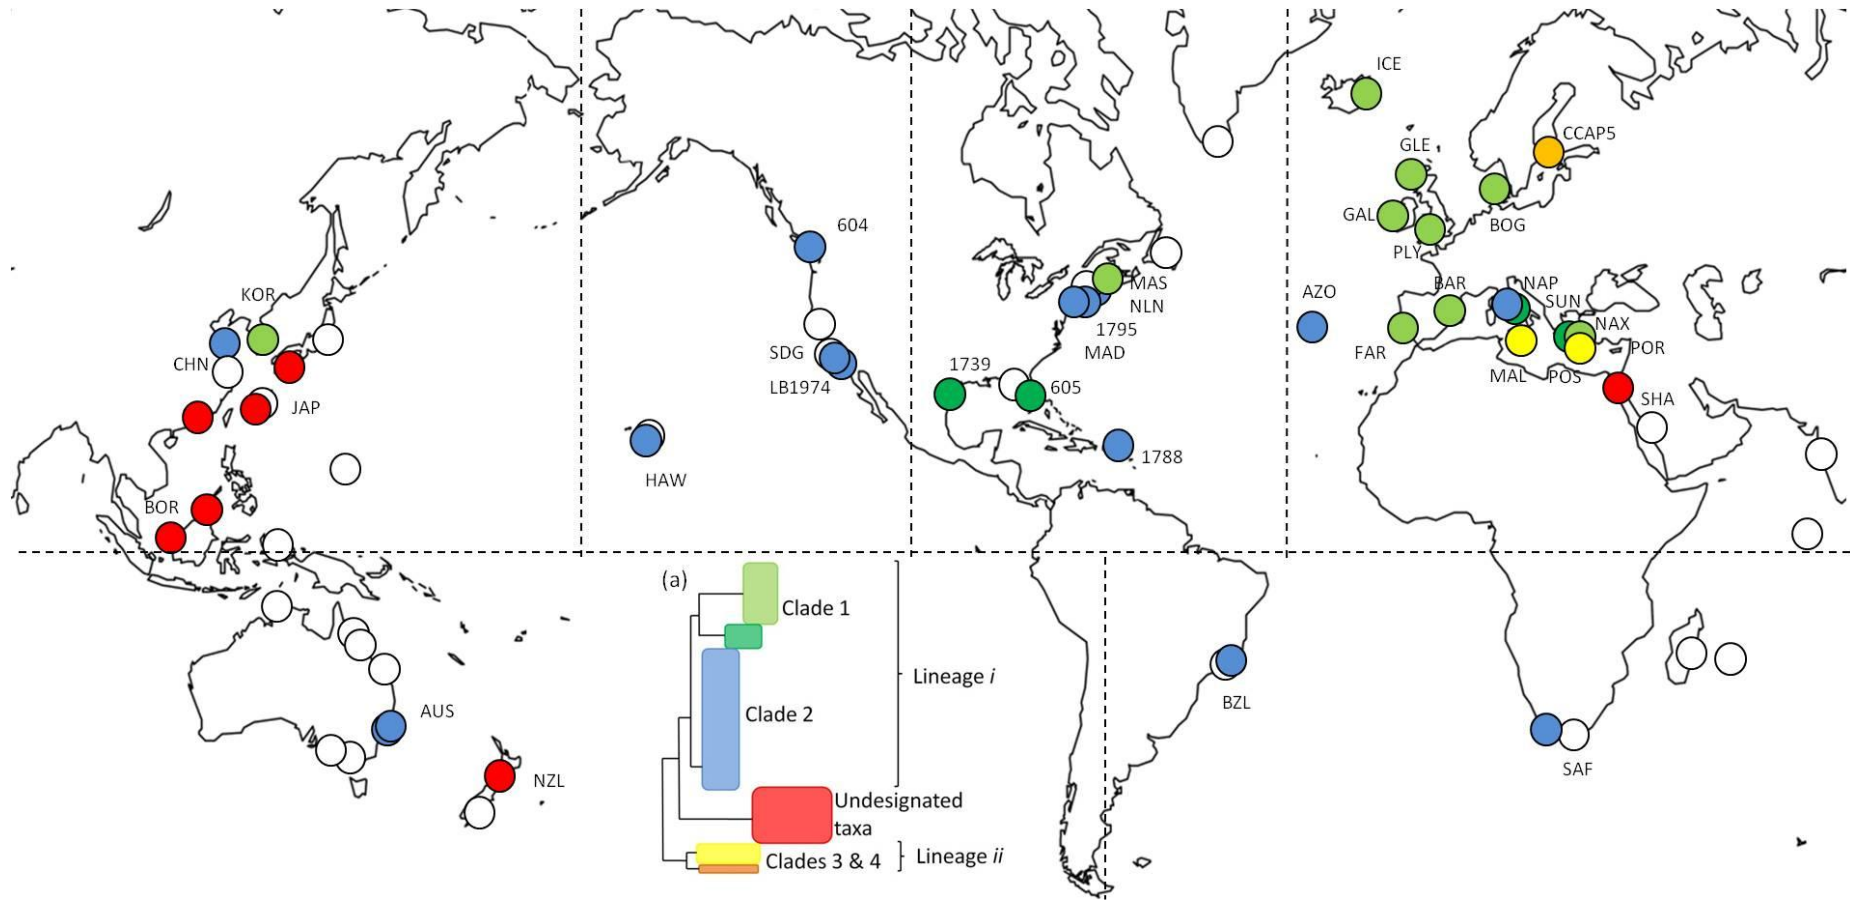 ICE
CCAP5
GLE
GAL
BOG
PLY
604
KOR
MAS
BAR
NAP
AZO
SUN
NLN
NAX
1795
CHN
SDG
MAD
FAR
POR
1739
MAL
POS
LB1974
605
JAP
SHA
1788
HAW
BOR
(a)
Clade 1
Lineage i
Clade 2
AUS
BZL
SAF
NZL
Undesignated
taxa
Clades 3 & 4
Lineage ii